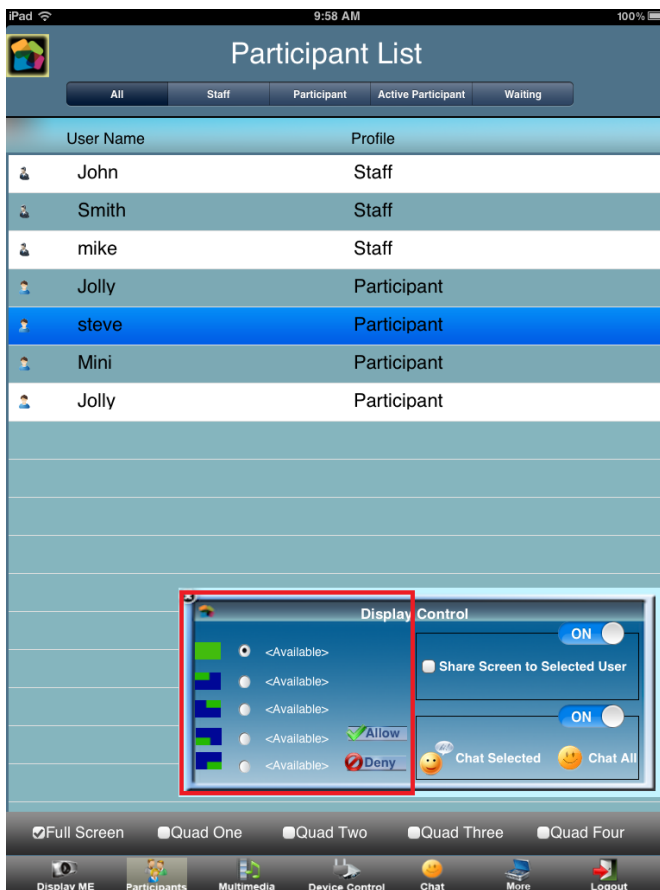 iPad 9:58 AM 100%
Participant List
All Staff Participant Active Participant Waiting
User Name Profile
John Staff
Smith Staff
mike Staff
Jolly Participant
steve Participant
Mini Participant
Jolly Participant
Display Control
ON
<Available>
Share Screen to Selected User
<Available>
<Available>
ON
<Available> Allow
Chat Selected Chat All
<Available> Deny
Full Screen Quad One Quad Two Quad Three Quad Four
Display ME Participants Multimedia Device Control Chat More Logout